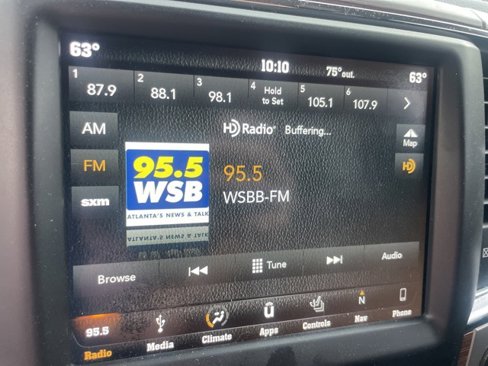 63° 10:10 75° out. 63°
1 87.9 2 88.1 3 98.1 4 Hold to Set 5 105.1 6 107.9
AM HD Radio Buffering... Map
FM 95.5 WSB 95.5 HD
sxm ATLANTA'S NEWS & TALK WSBB-FM
Browse Tune Audio
95.5 Radio Media Climate Apps Controls N Nav Phone